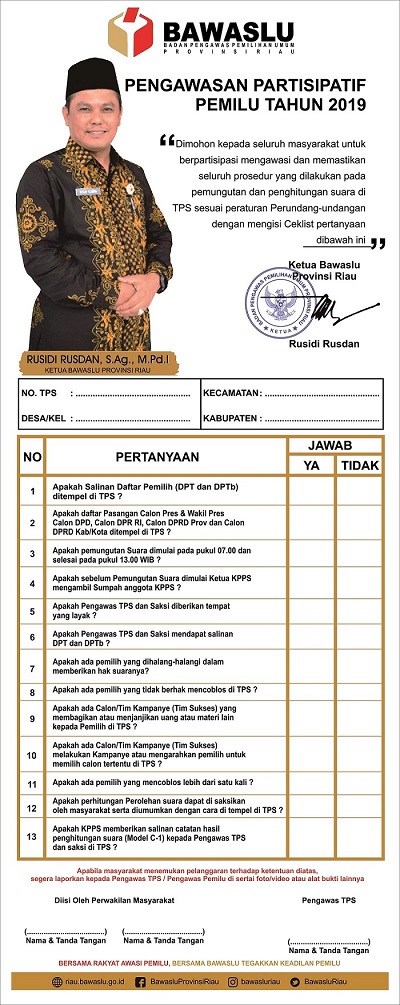 BAWASLU
BADAN PENGAWAS PEMILIHAN UMUM
PROVINSI RIAU
PENGAWASAN PARTISIPATIF
PEMILU TAHUN 2019
“Dimohon kepada seluruh masyarakat untuk
berpartisipasi mengawasi dan memastikan
seluruh prosedur yang dilakukan pada
pemungutan dan penghitungan suara di
TPS sesuai peraturan Perundang-undangan
dengan mengisi Ceklist pertanyaan
dibawah ini ”
Ketua Bawaslu
Provinsi Riau
BADAN PENGAWAS PEMILIHAN UMUM PROVINSI RIAU
KETUA
Rusidi Rusdan
RUSIDI RUSDAN, S.Ag., M.Pd.I
KETUA BAWASLU PROVINSI RIAU
NO. TPS : ................................ KECAMATAN: ................................
DESA/KEL : ................................ KABUPATEN : ................................
NO PERTANYAAN JAWAB
YA TIDAK
1 Apakah Salinan Daftar Pemilih (DPT dan DPTb)
ditempel di TPS ?
2 Apakah daftar Pasangan Calon Pres & Wakil Pres
Calon DPD, Calon DPR RI, Calon DPRD Prov dan Calon
DPRD Kab/Kota ditempel di TPS ?
3 Apakah pemungutan Suara dimulai pada pukul 07.00 dan
selesai pada pukul 13.00 WIB ?
4 Apakah sebelum Pemungutan Suara dimulai Ketua KPPS
mengambil Sumpah anggota KPPS ?
5 Apakah Pengawas TPS dan Saksi diberikan tempat
yang layak ?
6 Apakah Pengawas TPS dan Saksi mendapat salinan
DPT dan DPTb ?
7 Apakah ada pemilih yang dihalang-halangi dalam
memberikan hak suaranya?
8 Apakah ada pemilih yang tidak berhak mencoblos di TPS ?
9 Apakah ada Calon/Tim Kampanye (Tim Sukses) yang
membagikan atau menjanjikan uang atau materi lain
kepada Pemilih di TPS ?
10 Apakah ada Calon/Tim Kampanye (Tim Sukses)
melakukan Kampanye atau mengarahkan pemilih untuk
memilih calon tertentu di TPS ?
11 Apakah ada pemilih yang mencoblos lebih dari satu kali ?
12 Apakah perhitungan Perolehan suara dapat di saksikan
oleh masyarakat serta diumumkan dengan cara di tempel di TPS ?
13 Apakah KPPS memberikan salinan catatan hasil
penghitungan suara (Model C-1) kepada Pengawas TPS
dan saksi di TPS ?
Apabila masyarakat menemukan pelanggaran terhadap ketentuan diatas,
segera laporkan kepada Pengawas TPS / Pengawas Pemilu di sertai foto/video atau alat bukti lainnya
Diisi Oleh Perwakilan Masyarakat Pengawas TPS
(................................) (................................) (................................)
Nama & Tanda Tangan Nama & Tanda Tangan Nama & Tanda Tangan
BERSAMA RAKYAT AWASI PEMILU, BERSAMA BAWASLU TEGAKKAN KEADILAN PEMILU
riau.bawaslu.go.id BawasluProvinsiRiau bawasluriau BawasluRiau